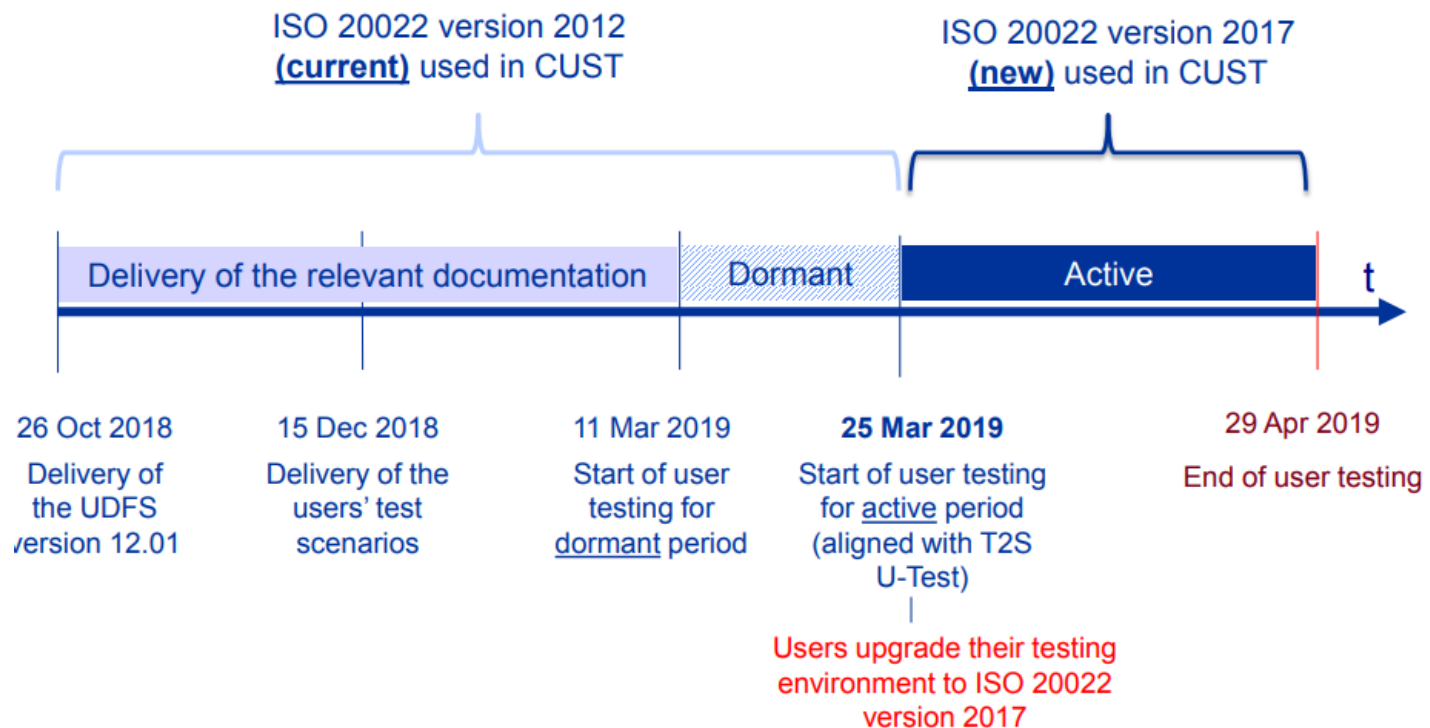 ISO 20022 version 2012
(current) used in CUST
ISO 20022 version 2017
(new) used in CUST
Delivery of the relevant documentation
Dormant
Active
t
26 Oct 2018
Delivery of
the UDFS
version 12.01
15 Dec 2018
Delivery of the
users’ test
scenarios
11 Mar 2019
Start of user
testing for
dormant period
25 Mar 2019
Start of user testing
for active period
(aligned with T2S
U-Test)
Users upgrade their testing
environment to ISO 20022
version 2017
29 Apr 2019
End of user testing